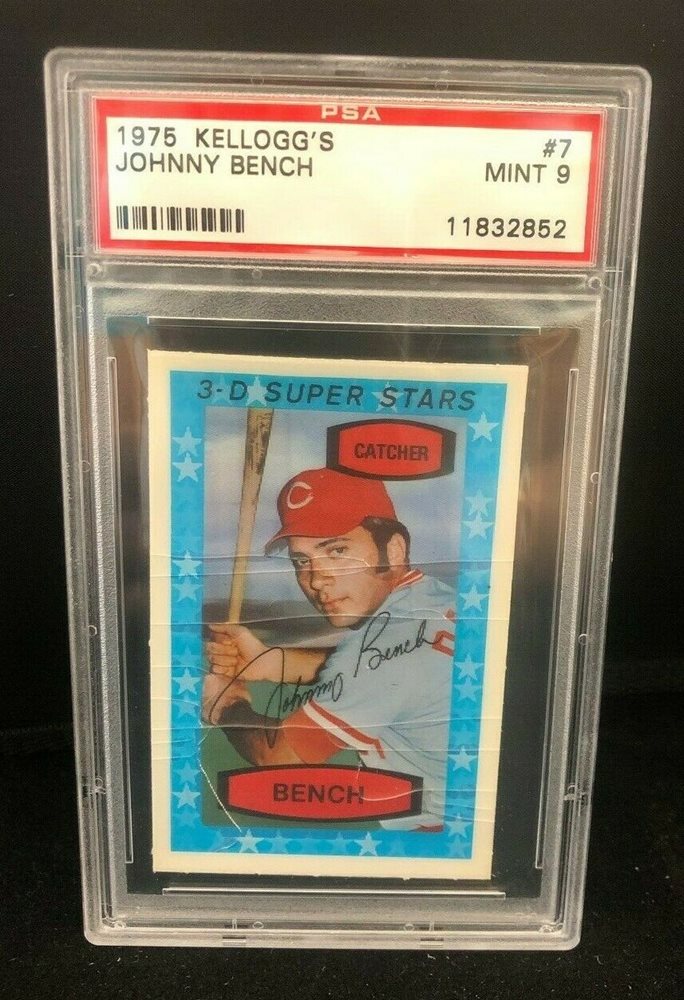 PSA
1975 KELLOGG'S #7
JOHNNY BENCH MINT 9
11832852
3-D SUPER STARS
CATCHER
C
Johnny Bench
BENCH